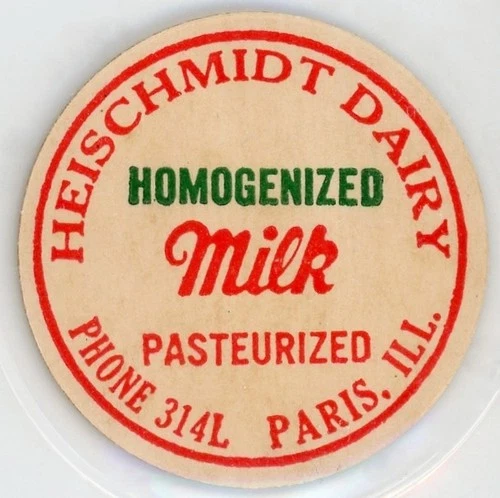 HEISCHMIDT DAIRY
HOMOGENIZED
Milk
PASTEURIZED
PHONE 314L PARIS, ILL.